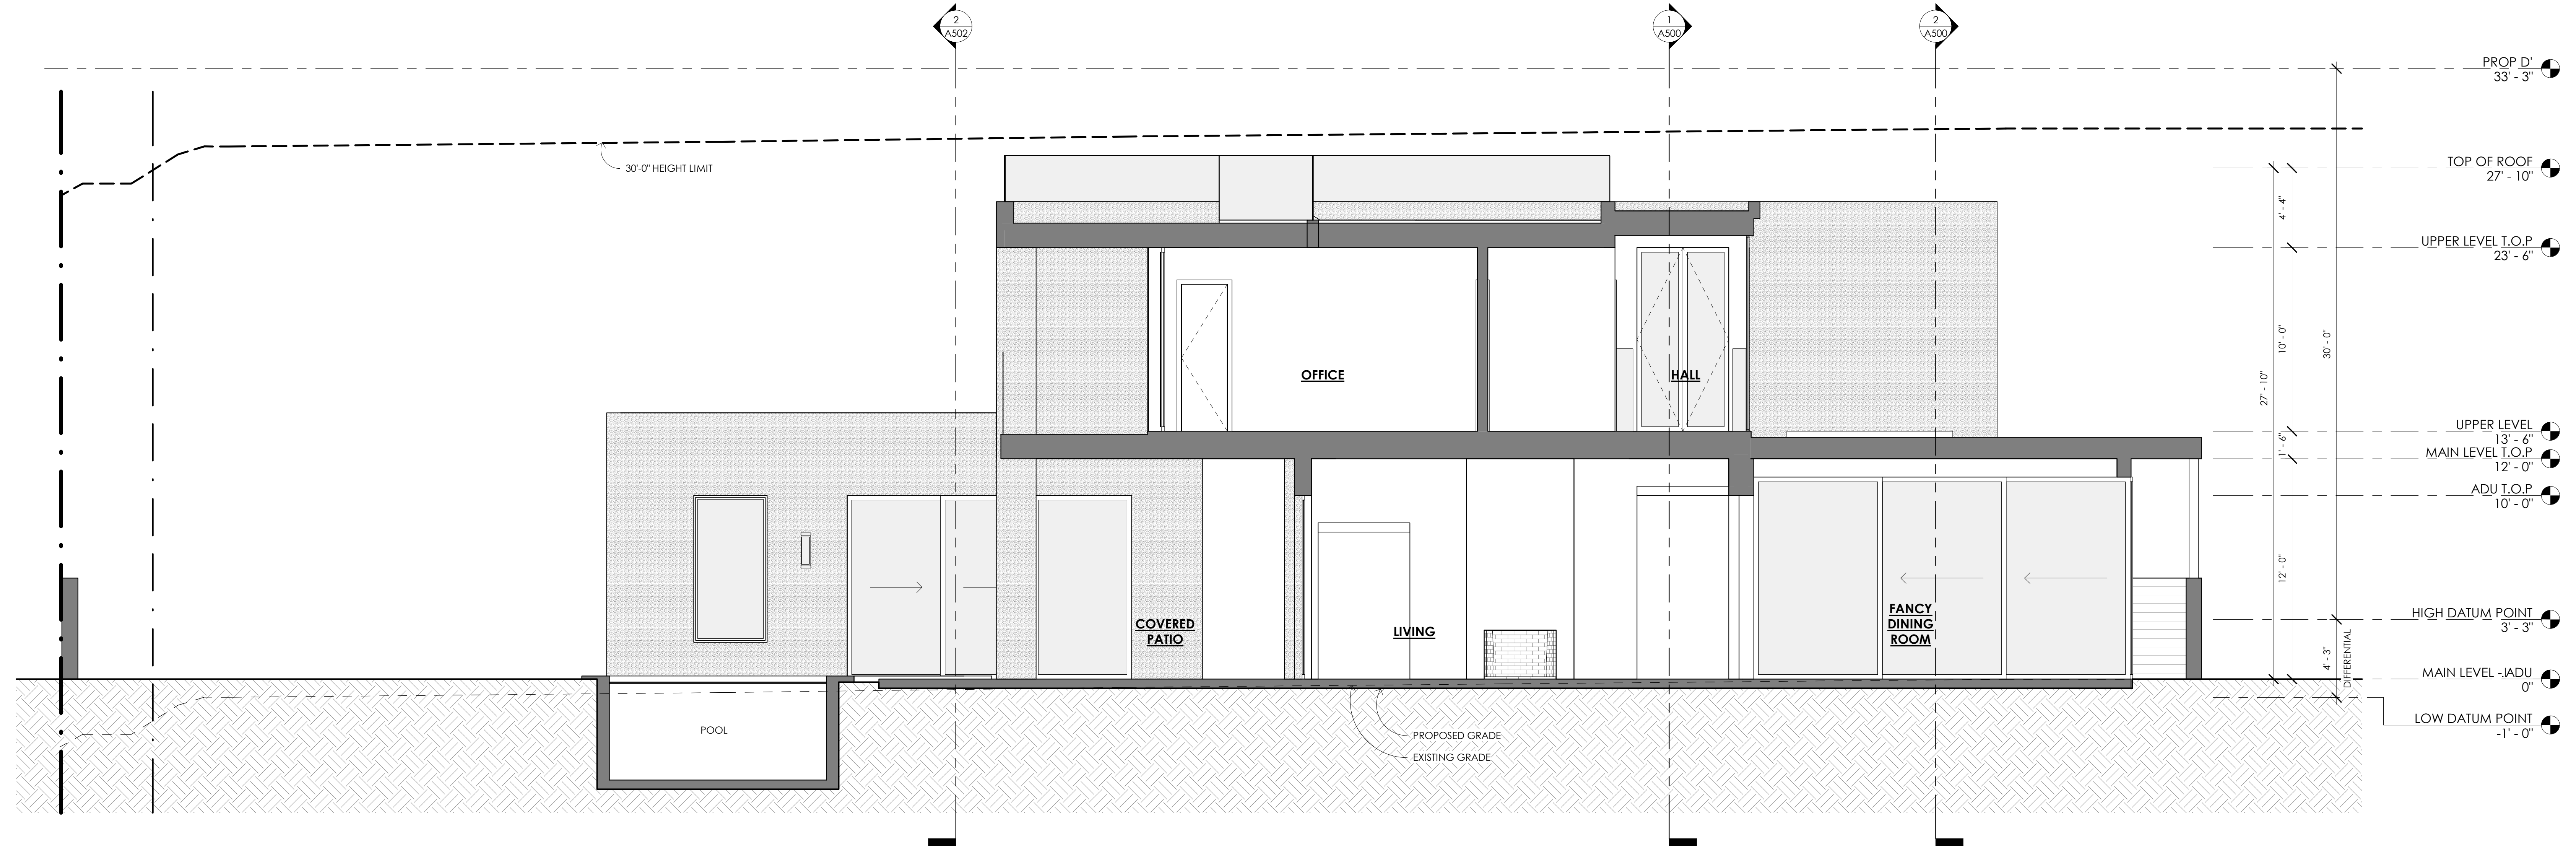 2
A502
1
A500
2
A500
PROP D'
33' - 3"
30'-0" HEIGHT LIMIT
TOP OF ROOF
27' - 10"
4' - 4"
UPPER LEVEL T.O.P
23' - 6"
10' - 0"
30' - 0"
OFFICE
HALL
27' - 10"
UPPER LEVEL
13' - 6"
1' - 6"
MAIN LEVEL T.O.P
12' - 0"
ADU T.O.P
10' - 0"
12' - 0"
COVERED
PATIO
LIVING
FANCY
DINING
ROOM
HIGH DATUM POINT
3' - 3"
4' - 3"
DIFFERENTIAL
MAIN LEVEL - JADU
0"
LOW DATUM POINT
-1' - 0"
POOL
PROPOSED GRADE
EXISTING GRADE